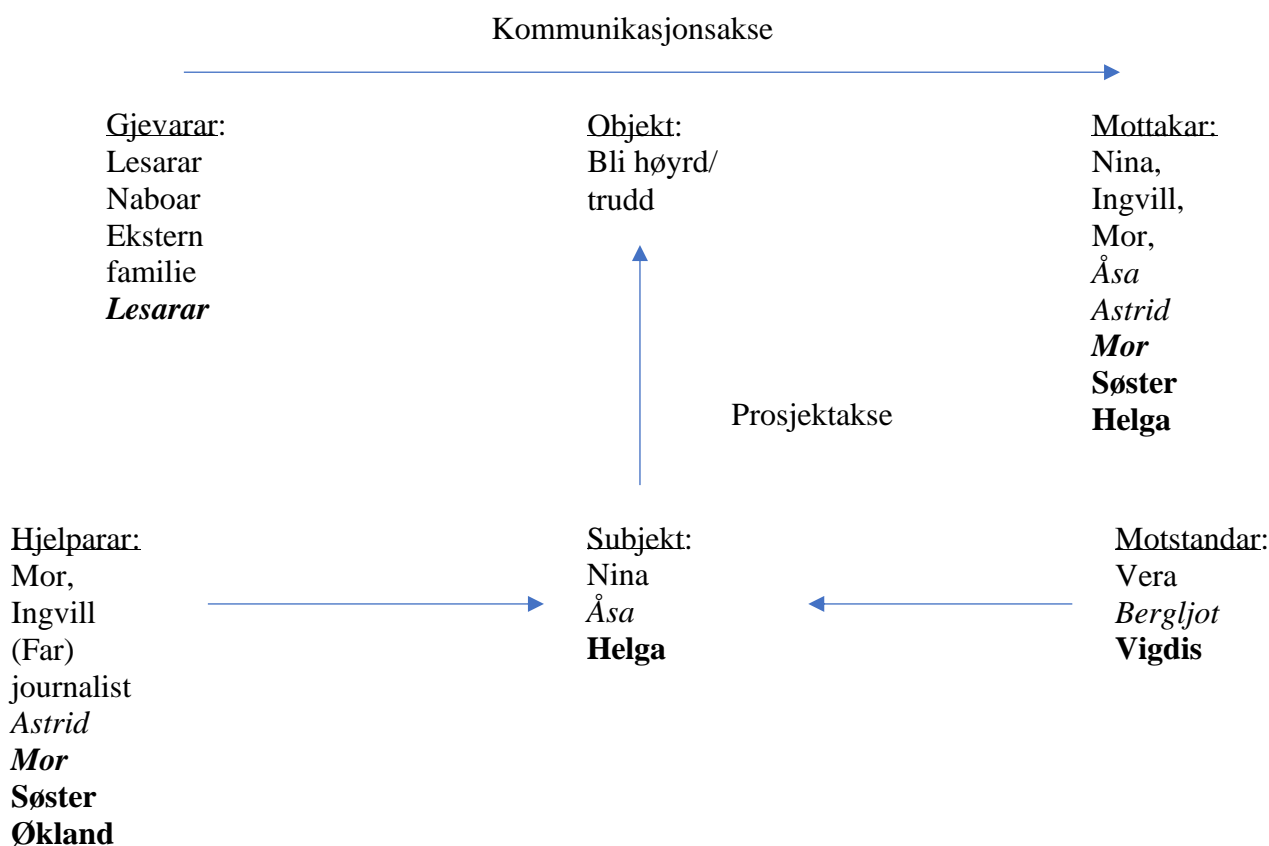 Kommunikasjonsakse
Gjevarar:
Lesarar
Naboar
Ekstern
familie
Lesarar
Objekt:
Bli høyrd/
trudd
Mottakar:
Nina,
Ingvill,
Mor,
Åsa
Astrid
Mor
Søster
Helga
Prosjektakse
Hjelparar:
Mor,
Ingvill
(Far)
journalist
Astrid
Mor
Søster
Økland
Subjekt:
Nina
Åsa
Helga
Motstandar:
Vera
Bergljot
Vigdis